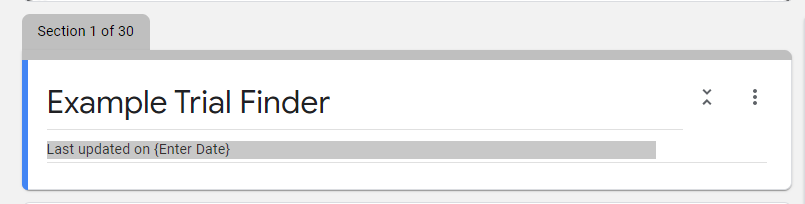 Section 1 of 30
Example Trial Finder
Last updated on {Enter Date}